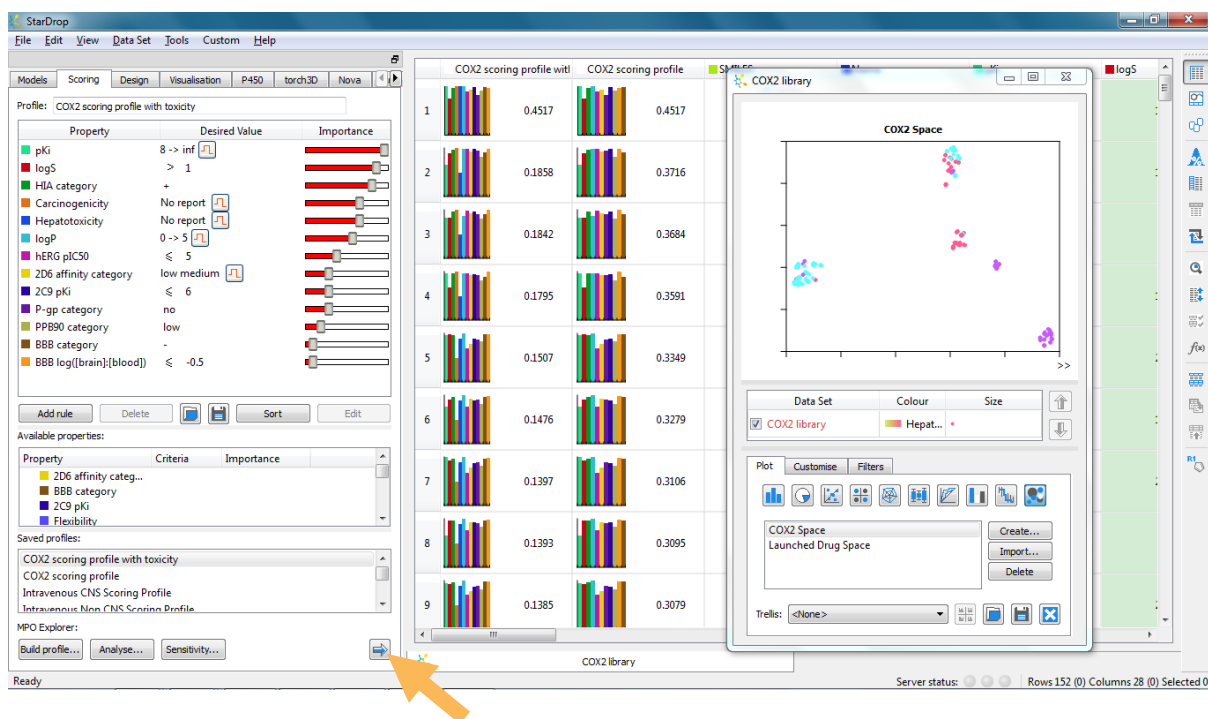 StarDrop
File Edit View Data Set Tools Custom Help
Models Scoring Design Visualisation P450 torch3D Nova
Profile: COX2 scoring profile with toxicity
Property Desired Value Importance
pKi 8 -> inf
logS > 1
HIA category +
Carcinogenicity No report
Hepatotoxicity No report
logP 0 -> 5
hERG pIC50 ≤ 5
2D6 affinity category low medium
2C9 pKi ≤ 6
P-gp category no
PPB90 category low
BBB category -
BBB log([brain]:[blood]) ≤ -0.5
Add rule Delete Sort Edit
Available properties:
Property Criteria Importance
2D6 affinity categ...
BBB category
2C9 pKi
Flexibility
Saved profiles:
COX2 scoring profile with toxicity
COX2 scoring profile
Intravenous CNS Scoring Profile
Intravenous Non CNS Scoring Profile
MPO Explorer:
Build profile... Analyse... Sensitivity...
Ready
COX2 scoring profile with COX2 scoring profile SMILES logS
1 0.4517 0.4517
2 0.1858 0.3716
3 0.1842 0.3684
4 0.1795 0.3591
5 0.1507 0.3349
6 0.1476 0.3279
7 0.1397 0.3106
8 0.1393 0.3095
9 0.1385 0.3079
COX2 library
COX2 library
COX2 Space
>>
Data Set Colour Size
COX2 library Hepat...
Plot Customise Filters
COX2 Space
Launched Drug Space
Create...
Import...
Delete
Trellis: <None>
f(x)
R1
Server status: Rows 152 (0) Columns 28 (0) Selected 0